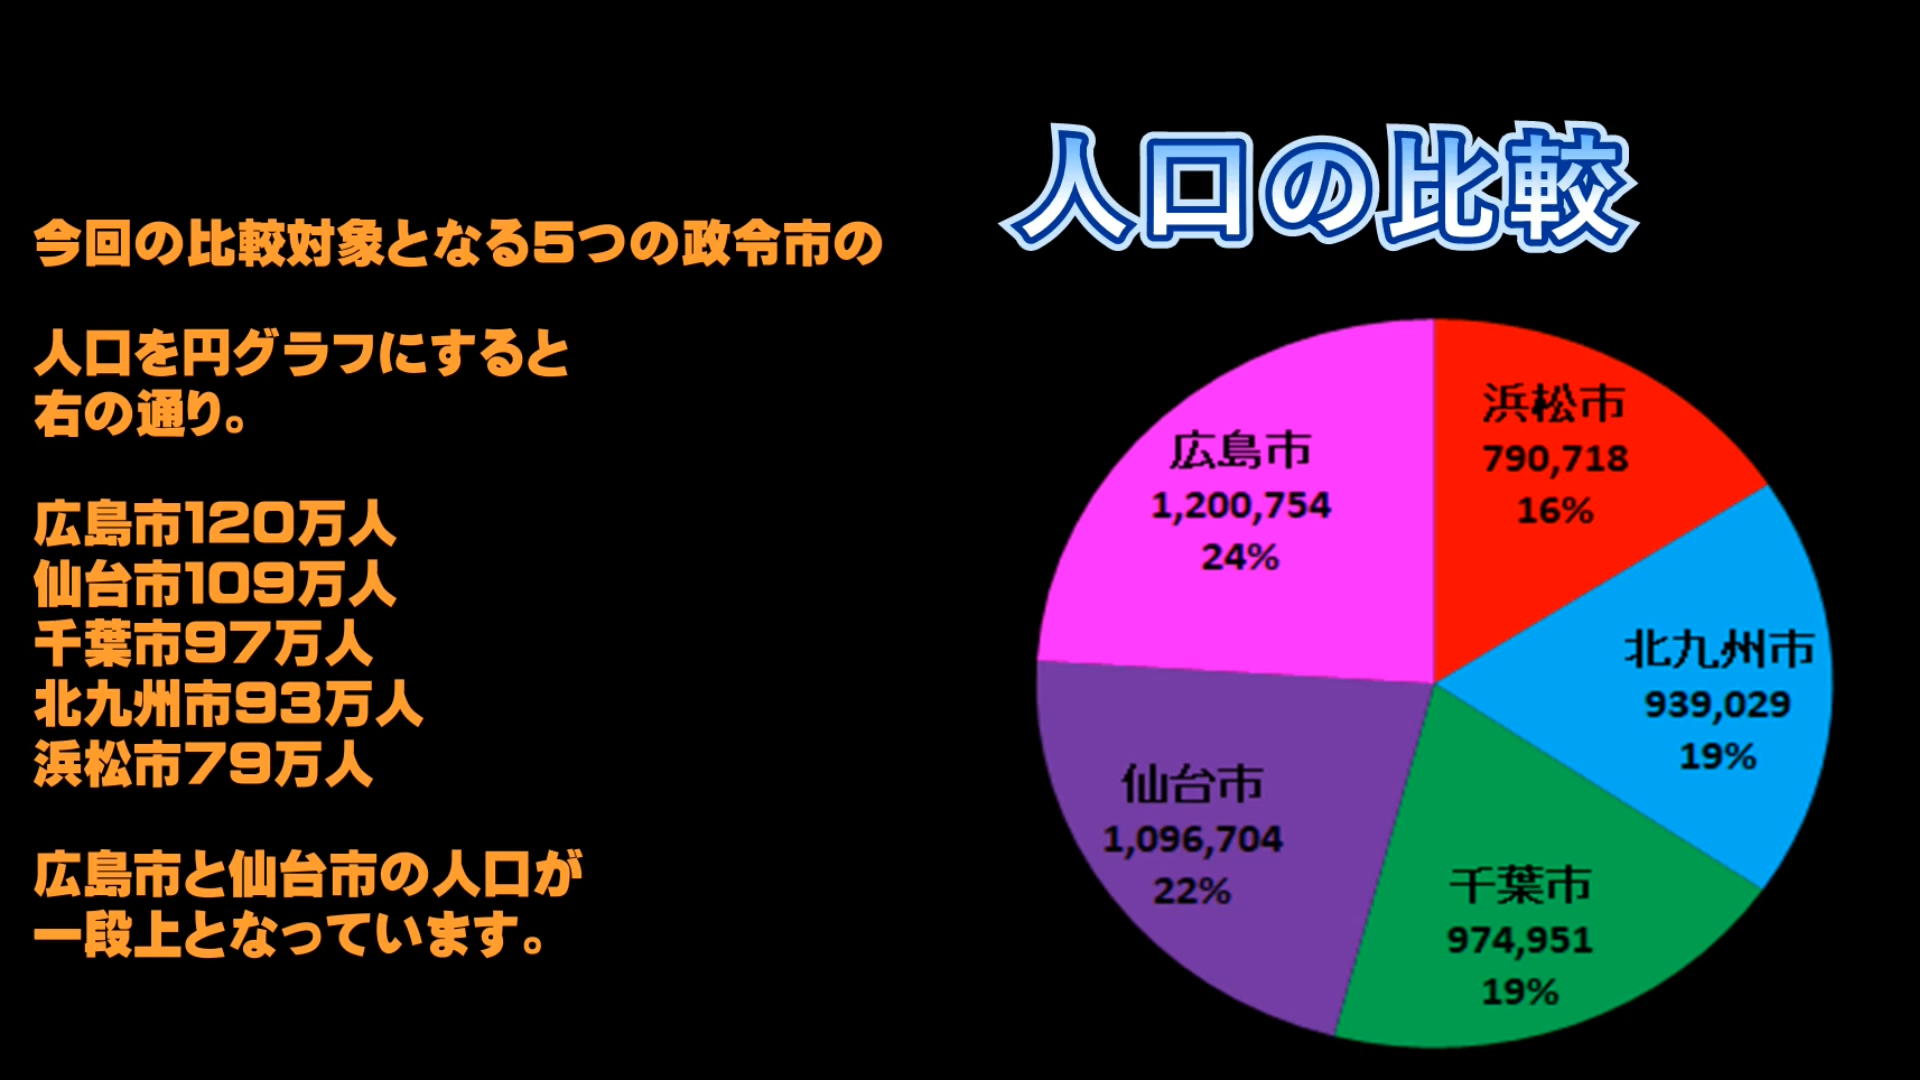 人口の比較
今回の比較対象となる5つの政令市の
人口を円グラフにすると
右の通り。
広島市120万人
仙台市109万人
千葉市97万人
北九州市93万人
浜松市79万人
広島市と仙台市の人口が
一段上となっています。
浜松市
790,718
16%
北九州市
939,029
19%
千葉市
974,951
19%
仙台市
1,096,704
22%
広島市
1,200,754
24%